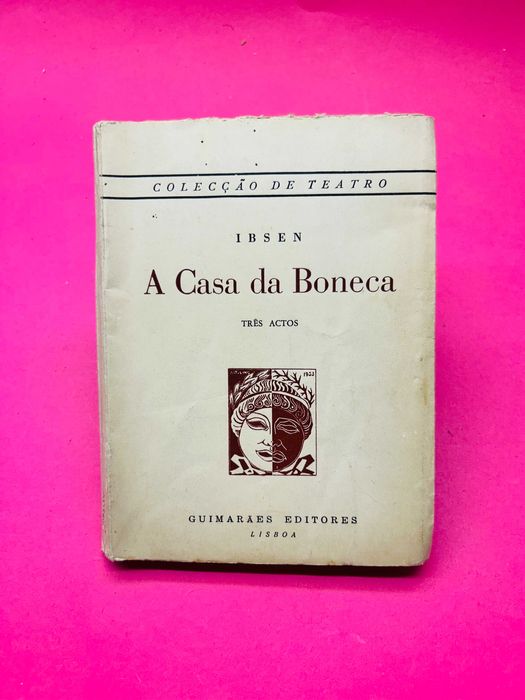 COLECÇÃO DE TEATRO
IBSEN
A Casa da Boneca
TRÊS ACTOS
GUIMARÃES EDITORES
LISBOA